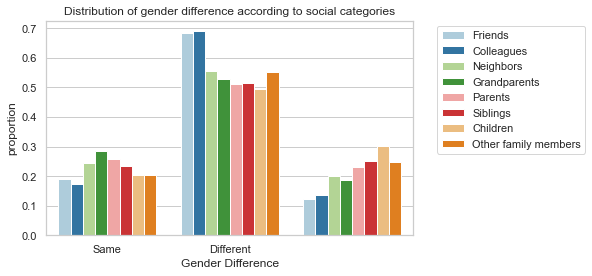 Distribution of gender difference according to social categories
proportion
0.7
0.6
0.5
0.4
0.3
0.2
0.1
0.0
Same Different
Gender Difference
Friends
Colleagues
Neighbors
Grandparents
Parents
Siblings
Children
Other family members